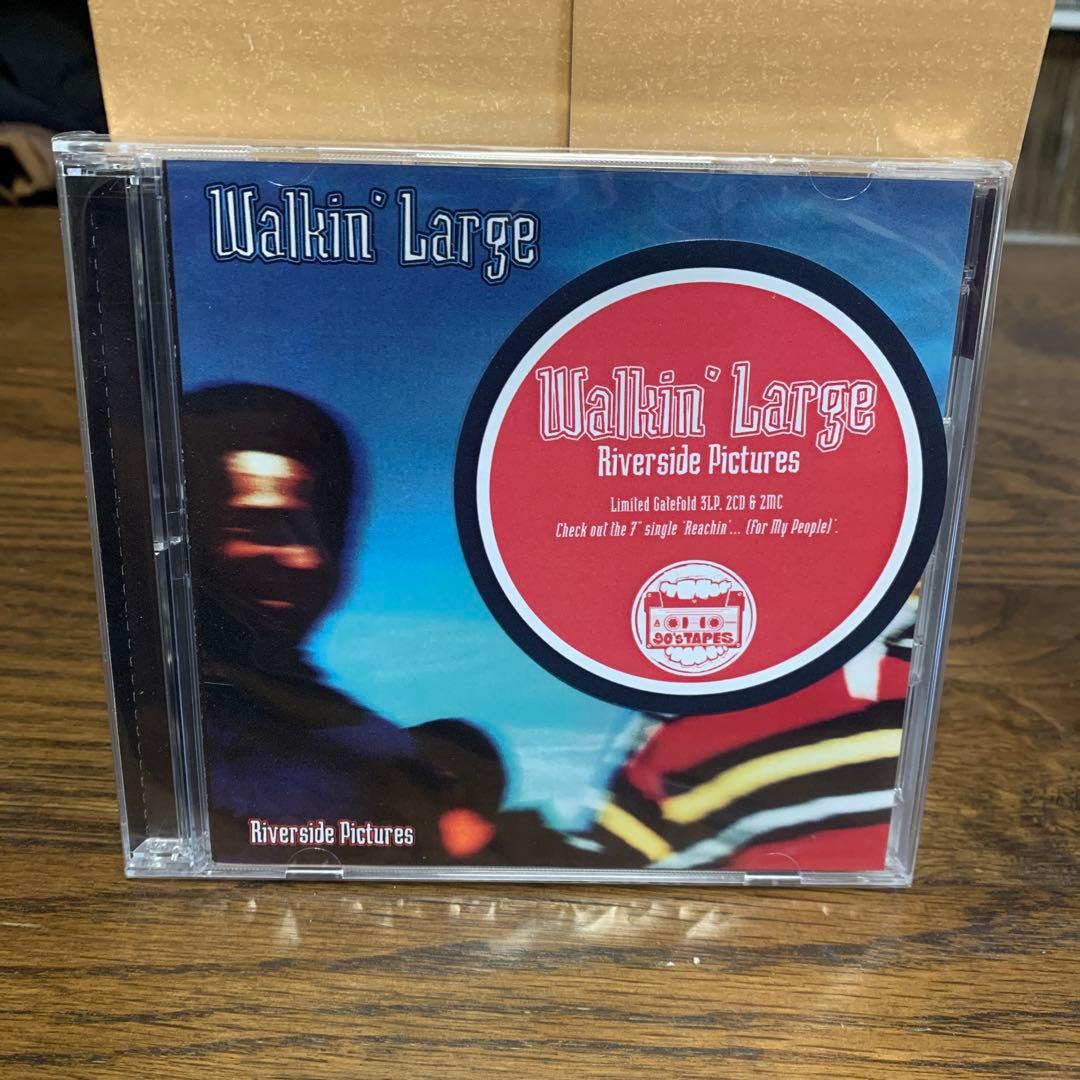 Walkin' Large
Walkin' Large
Riverside Pictures
Limited Gatefold 3LP, 2CD & 2MC
Check out the 7" single 'Reachin'... (For My People)'.
90's TAPES
Riverside Pictures